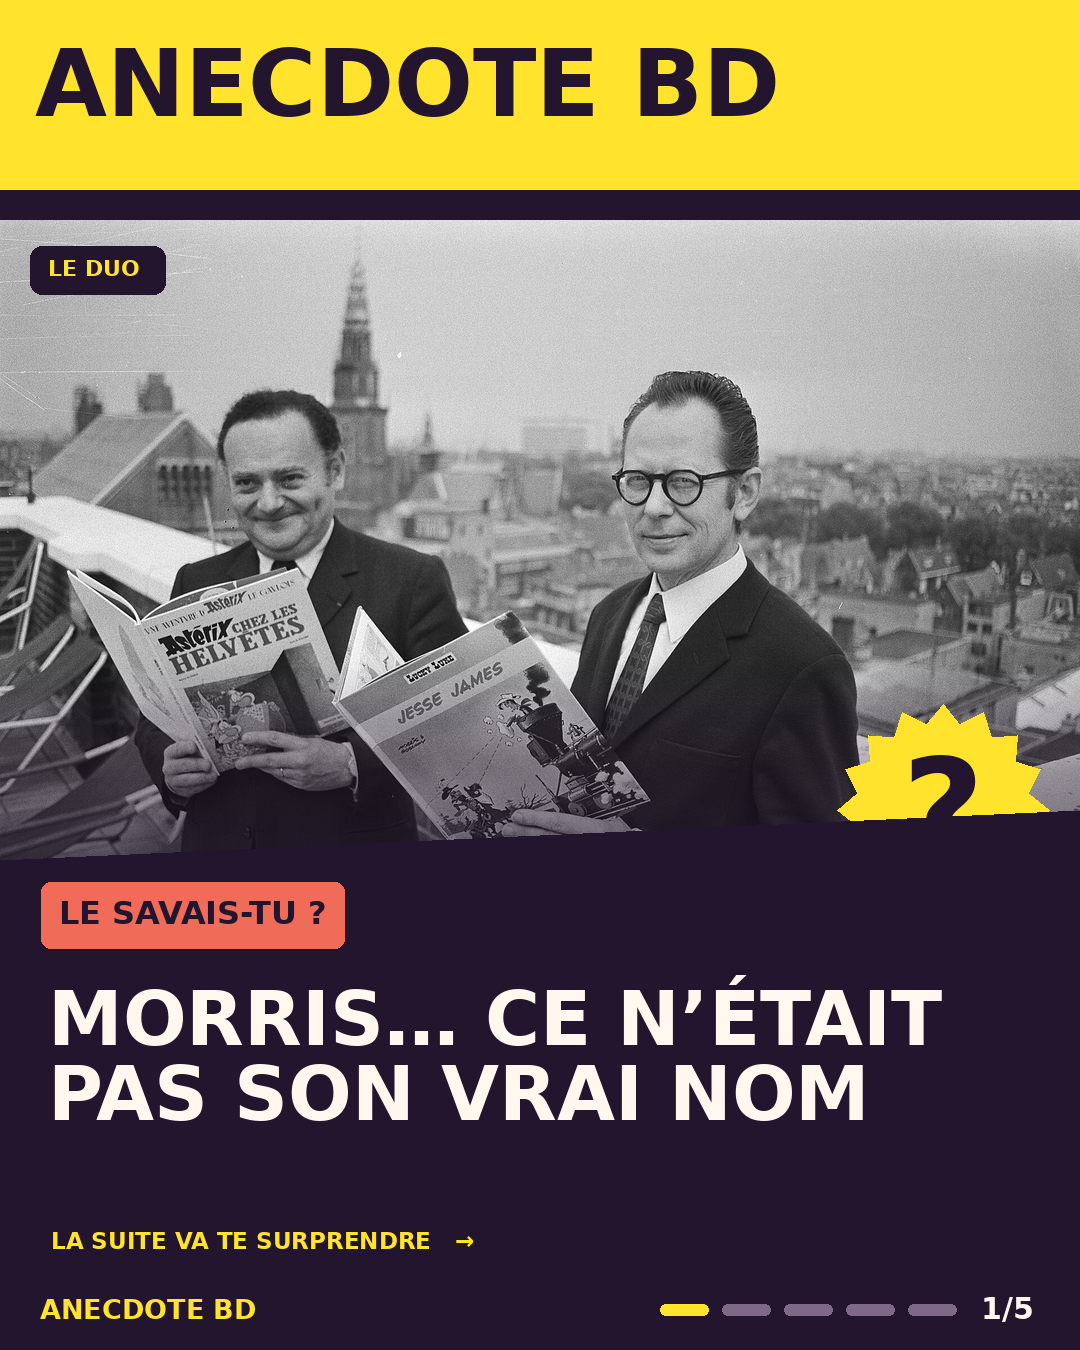 ANECDOTE BD
LE DUO
UNE AVENTURE D'Astérix LE GAULOIS
Astérix CHEZ LES
HELVÈTES
LUCKY LUKE
JESSE JAMES
?
LE SAVAIS-TU ?
MORRIS... CE N’ÉTAIT
PAS SON VRAI NOM
LA SUITE VA TE SURPRENDRE →
ANECDOTE BD
1/5